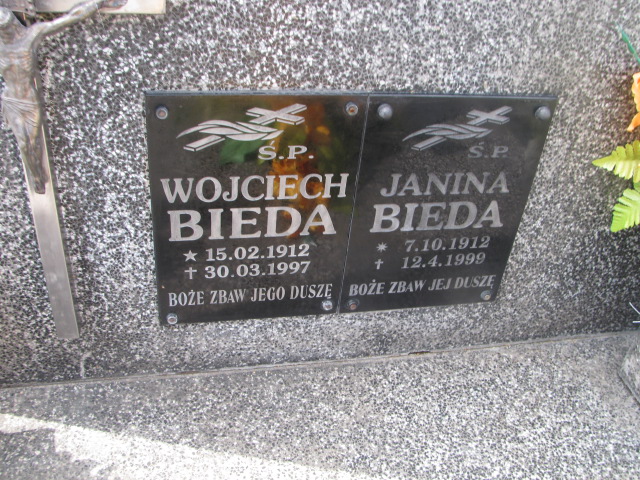 Ś.P.
WOJCIECH
BIEDA
★ 15.02.1912
✝ 30.03.1997
BOŻE ZBAW JEGO DUSZĘ
Ś.P.
JANINA
BIEDA
✴ 7.10.1912
✝ 12.4.1999
BOŻE ZBAW JEJ DUSZĘ